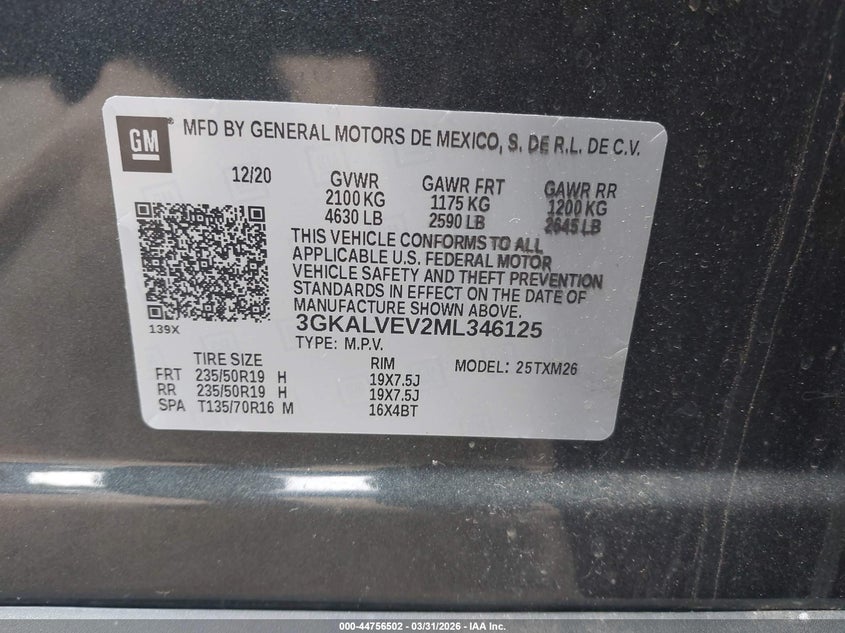 GM
MFD BY GENERAL MOTORS DE MEXICO, S. DE R.L. DE C.V.
12/20
GVWR
2100 KG
4630 LB
GAWR FRT
1175 KG
2590 LB
GAWR RR
1200 KG
2645 LB
THIS VEHICLE CONFORMS TO ALL
APPLICABLE U.S. FEDERAL MOTOR
VEHICLE SAFETY AND THEFT PREVENTION
STANDARDS IN EFFECT ON THE DATE OF
MANUFACTURE SHOWN ABOVE.
139X
3GKALVEV2ML346125
TYPE: M.P.V.
MODEL: 25TXM26
TIRE SIZE RIM
FRT 235/50R19 H 19X7.5J
RR 235/50R19 H 19X7.5J
SPA T135/70R16 M 16X4BT
000-44756502 - 03/31/2026 - IAA Inc.